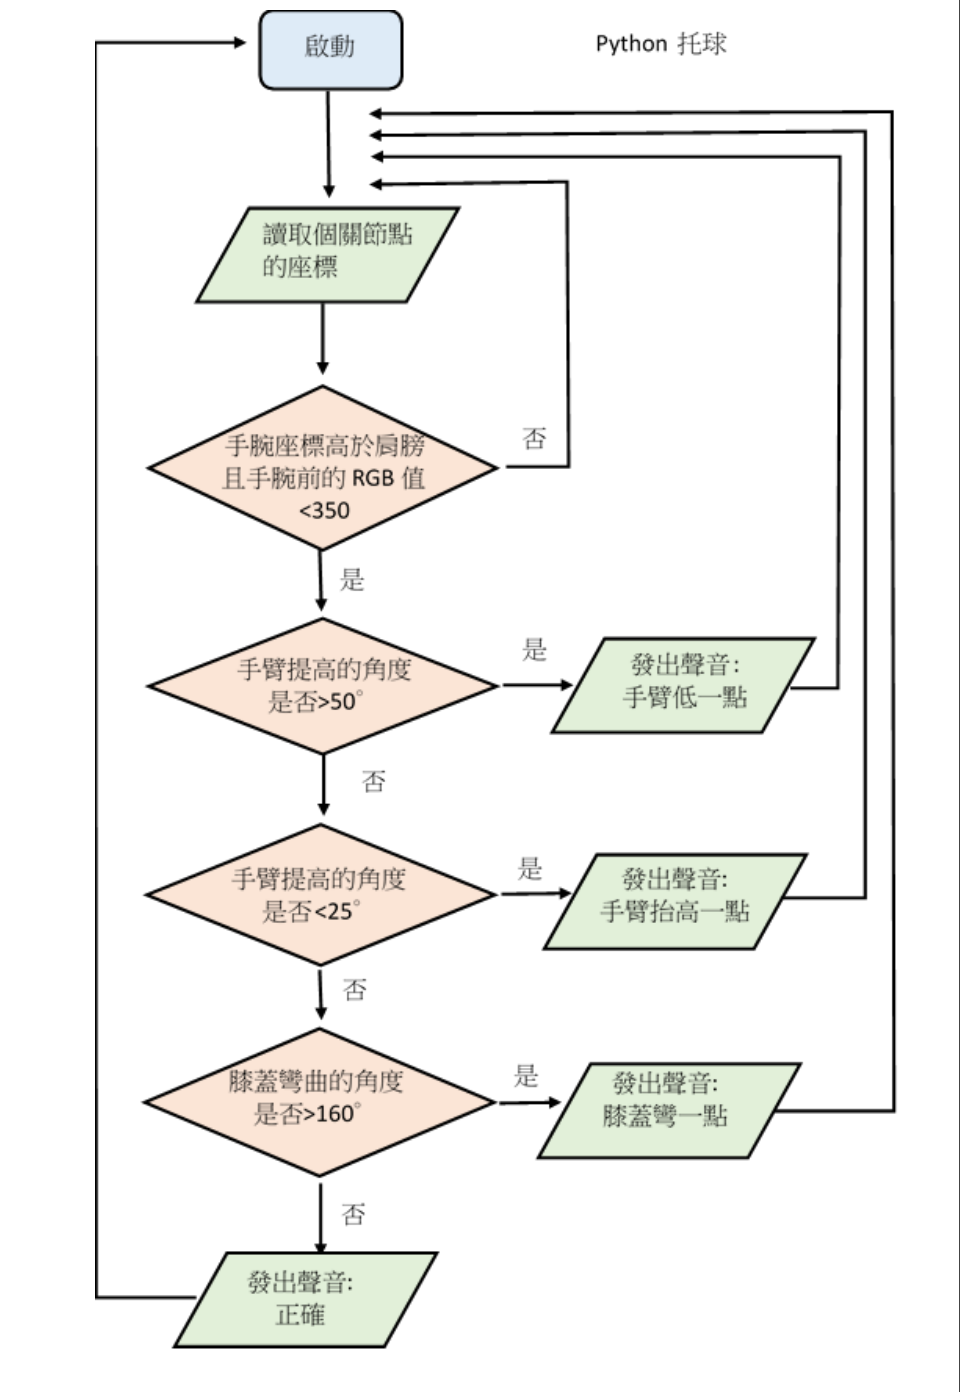 啟動
Python 托球
讀取個關節點
的座標
手腕座標高於肩膀
且手腕前的 RGB 值
<350
否
是
手臂提高的角度
是否>50°
是
發出聲音:
手臂低一點
否
手臂提高的角度
是否<25°
是
發出聲音:
手臂抬高一點
否
膝蓋彎曲的角度
是否>160°
是
發出聲音:
膝蓋彎一點
否
發出聲音:
正確